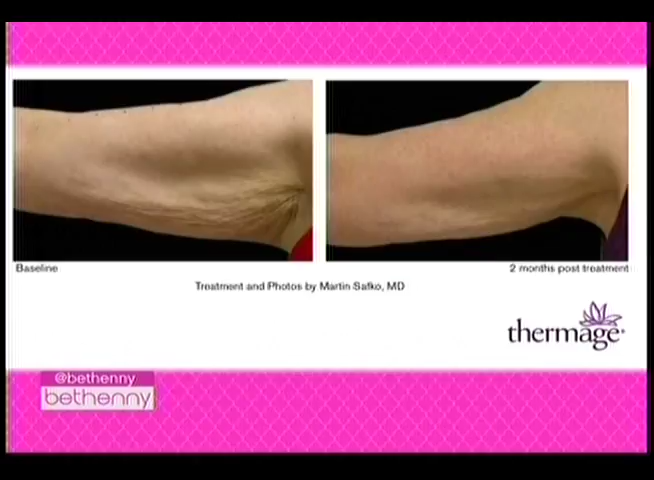 Baseline
2 months post treatment
Treatment and Photos by Martin Safko, MD
thermage®
@bethenny
bethenny